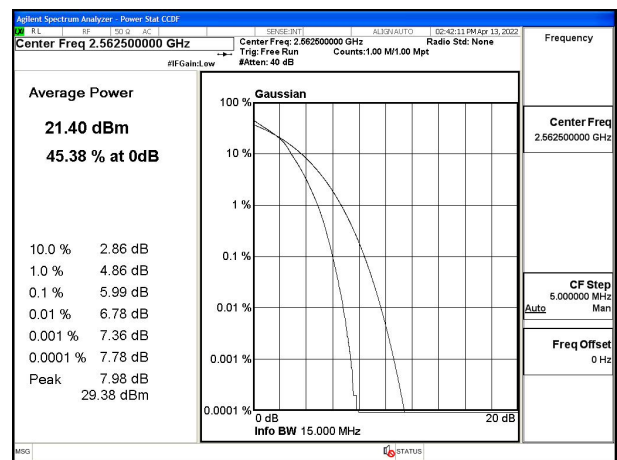 Agilent Spectrum Analyzer - Power Stat CCDF
RL RF 50 Ω AC SENSE:INT ALIGN AUTO 02:42:11 PM Apr 13, 2022
Center Freq 2.562500000 GHz
Center Freq: 2.562500000 GHz Radio Std: None
Trig: Free Run Counts:1.00 M/1.00 Mpt
#IFGain:Low #Atten: 40 dB
Frequency
Average Power
21.40 dBm
45.38 % at 0dB
10.0 % 2.86 dB
1.0 % 4.86 dB
0.1 % 5.99 dB
0.01 % 6.78 dB
0.001 % 7.36 dB
0.0001 % 7.78 dB
Peak 7.98 dB
29.38 dBm
Gaussian
100 %
10 %
1 %
0.1 %
0.01 %
0.001 %
0.0001 %
0 dB 20 dB
Info BW 15.000 MHz
Center Freq
2.562500000 GHz
CF Step
5.000000 MHz
Auto Man
Freq Offset
0 Hz
MSG STATUS